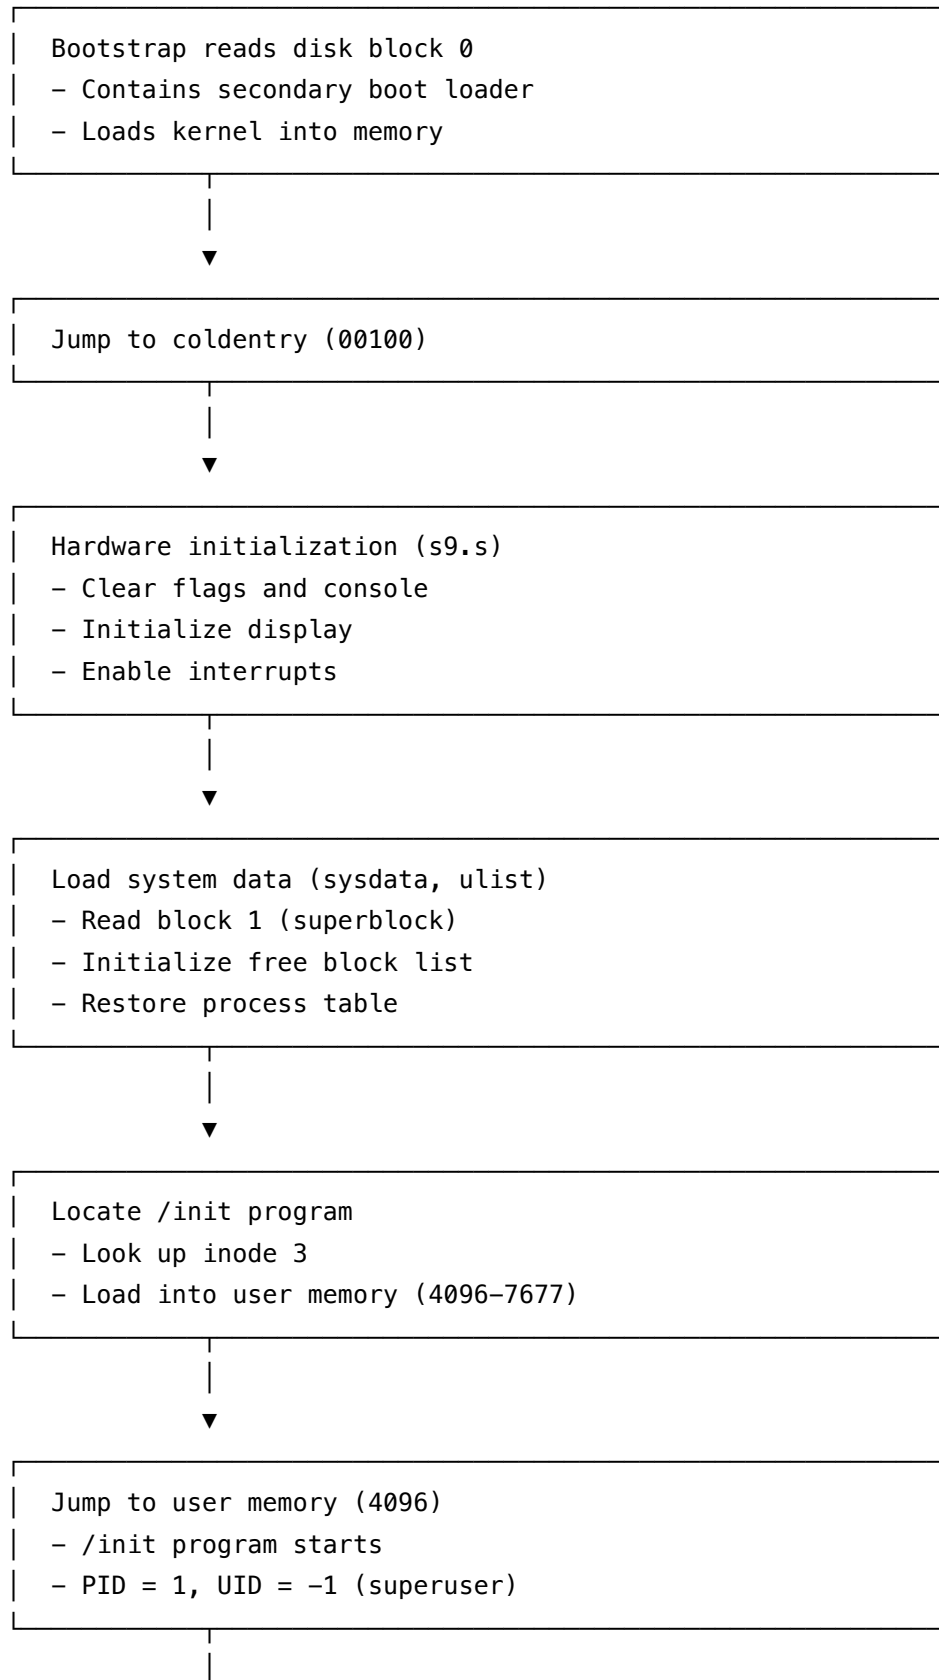 Bootstrap reads disk block 0
– Contains secondary boot loader
– Loads kernel into memory
Jump to coldentry (00100)
Hardware initialization (s9.s)
– Clear flags and console
– Initialize display
– Enable interrupts
Load system data (sysdata, ulist)
– Read block 1 (superblock)
– Initialize free block list
– Restore process table
Locate /init program
– Look up inode 3
– Load into user memory (4096–7677)
Jump to user memory (4096)
– /init program starts
– PID = 1, UID = –1 (superuser)